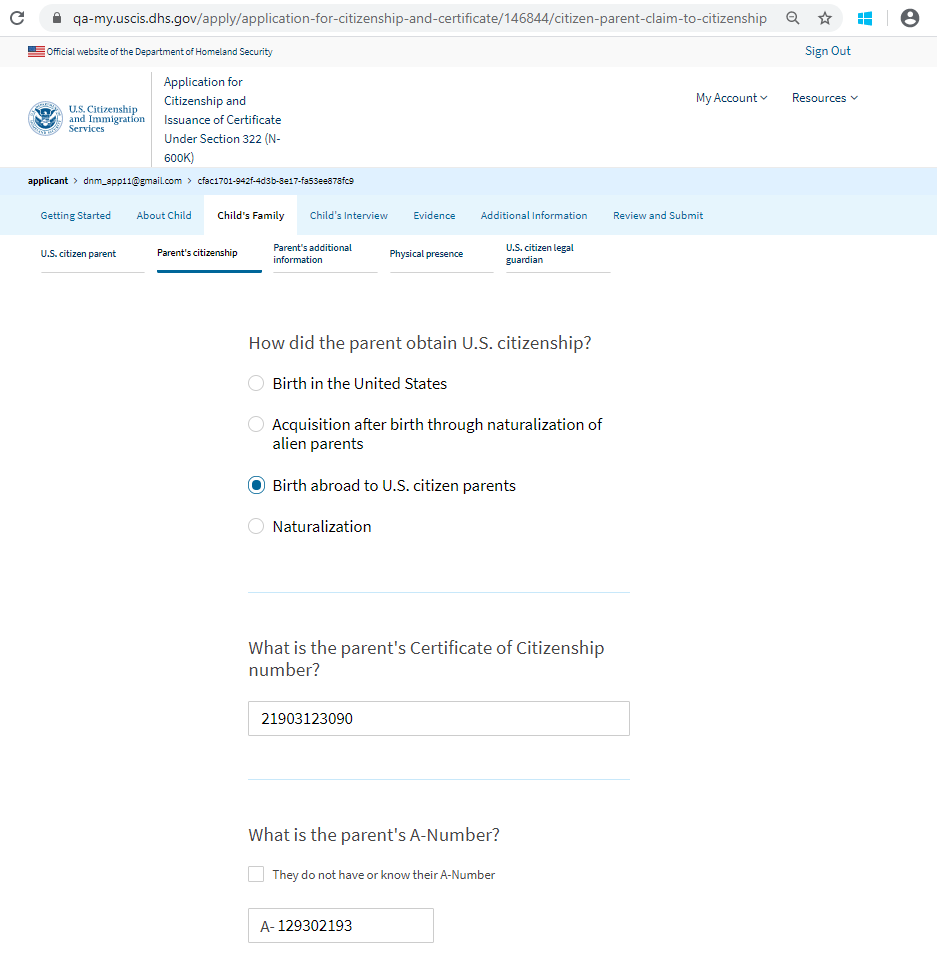 qa-my.uscis.dhs.gov/apply/application-for-citizenship-and-certificate/146844/citizen-parent-claim-to-citizenship
Official website of the Department of Homeland Security
Sign Out
U.S. Citizenship
and Immigration
Services
Application for
Citizenship and
Issuance of Certificate
Under Section 322 (N-
600K)
My Account
Resources
applicant > dnm_app11@gmail.com > cfac1701-942f-4d3b-8e17-fa53ee878fc9
Getting Started
About Child
Child's Family
Child's Interview
Evidence
Additional Information
Review and Submit
U.S. citizen parent
Parent's citizenship
Parent's additional
information
Physical presence
U.S. citizen legal
guardian
How did the parent obtain U.S. citizenship?
Birth in the United States
Acquisition after birth through naturalization of
alien parents
Birth abroad to U.S. citizen parents
Naturalization
What is the parent's Certificate of Citizenship
number?
21903123090
What is the parent's A-Number?
They do not have or know their A-Number
A- 129302193